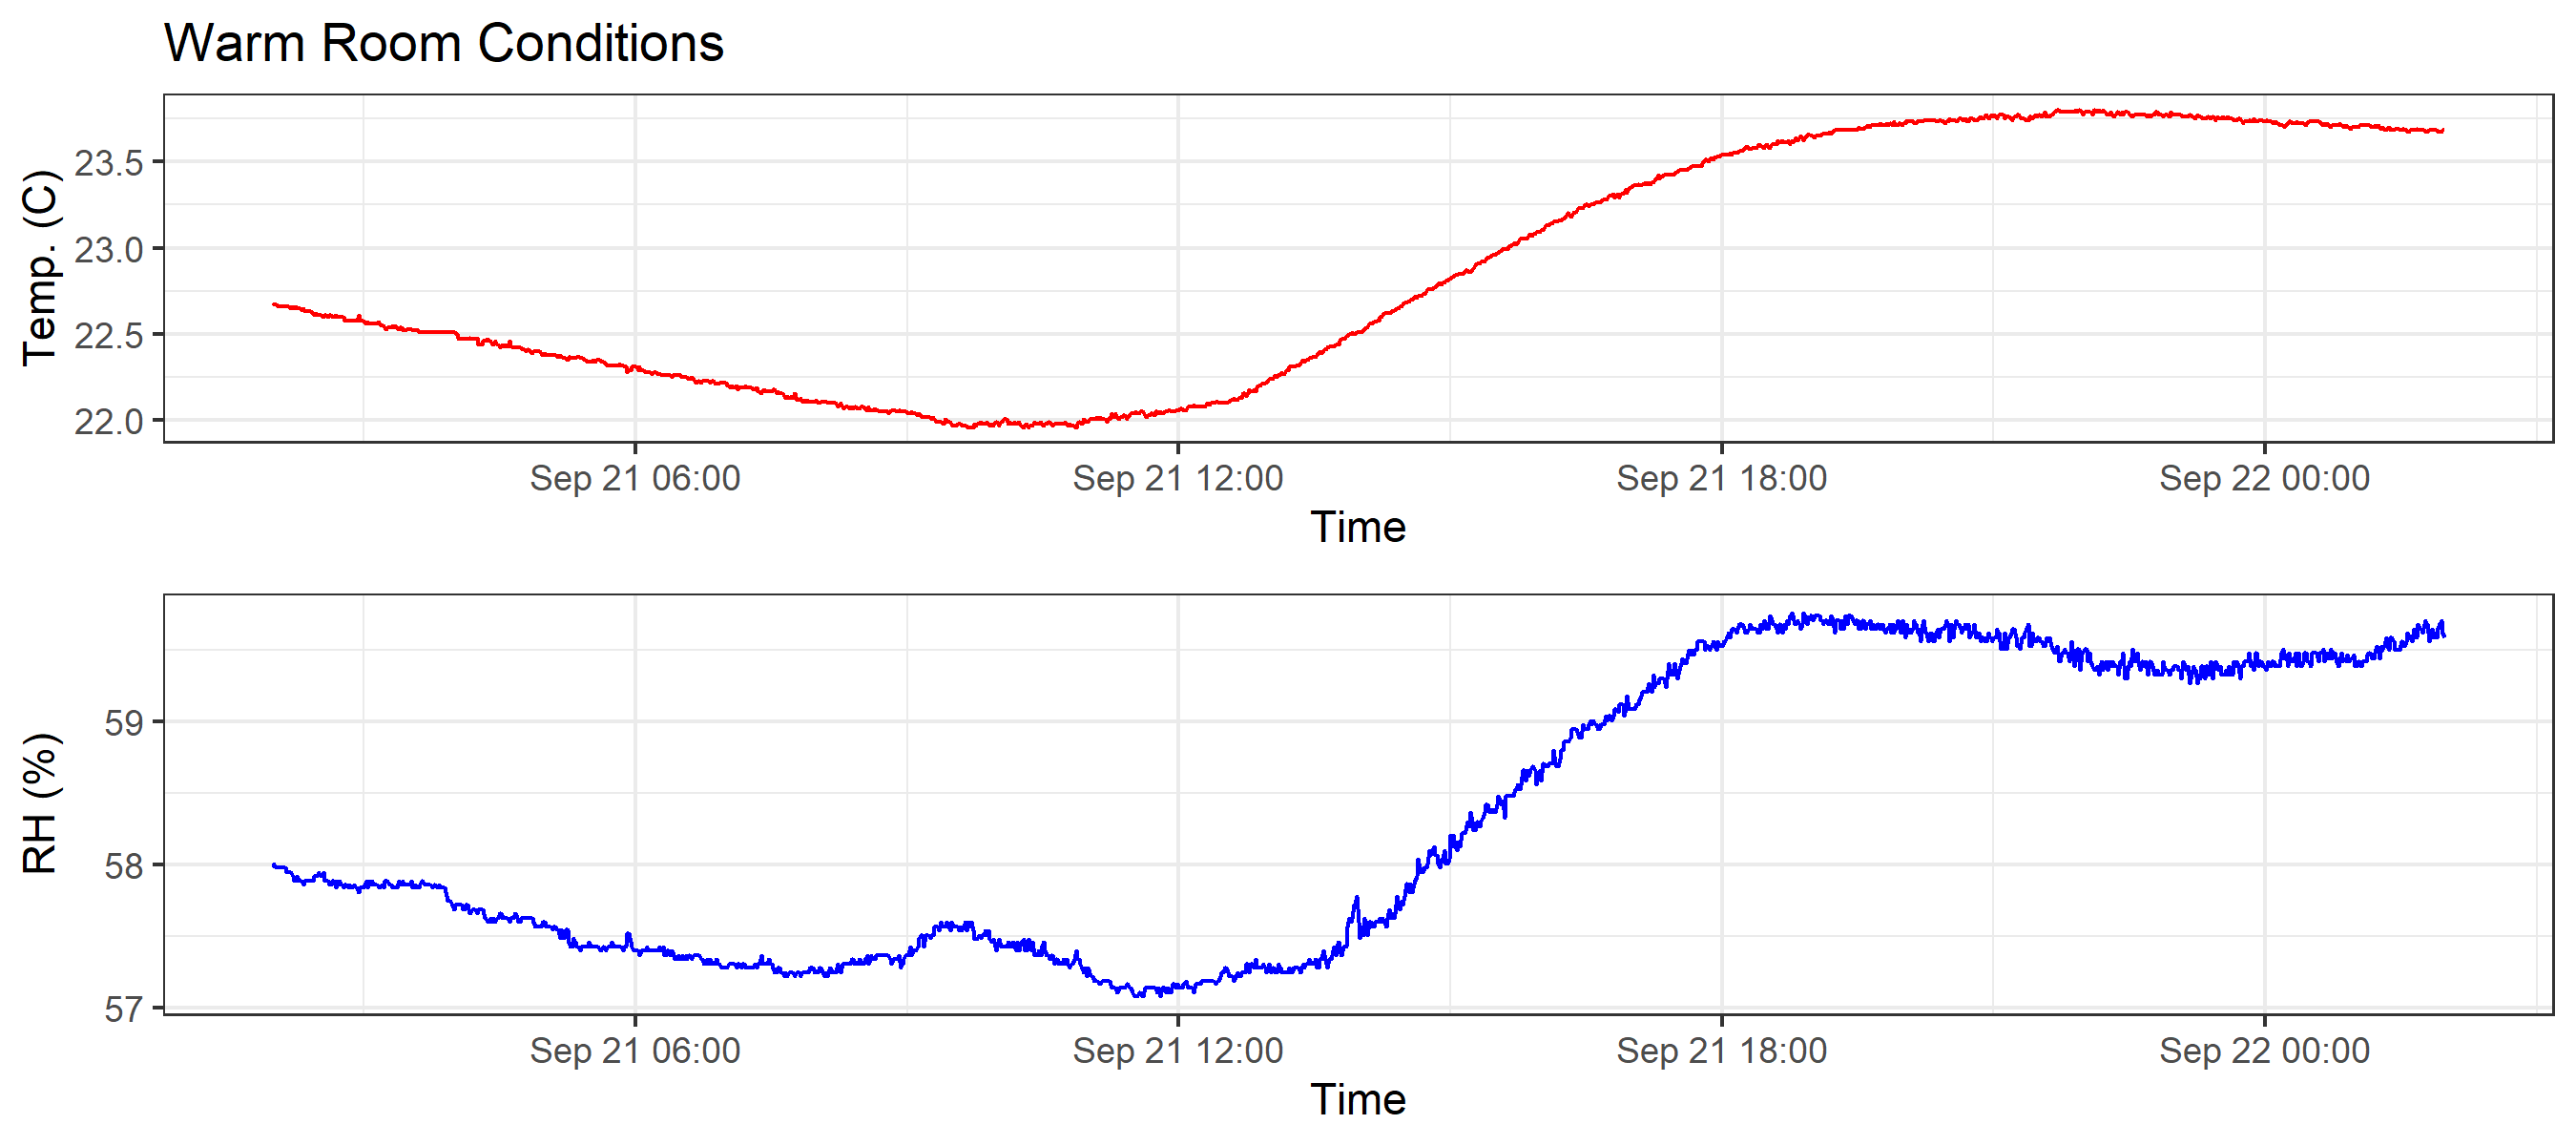 Warm Room Conditions
Temp. (C)
23.5
23.0
22.5
22.0
Sep 21 06:00 Sep 21 12:00 Sep 21 18:00 Sep 22 00:00
Time
RH (%)
59
58
57
Sep 21 06:00 Sep 21 12:00 Sep 21 18:00 Sep 22 00:00
Time